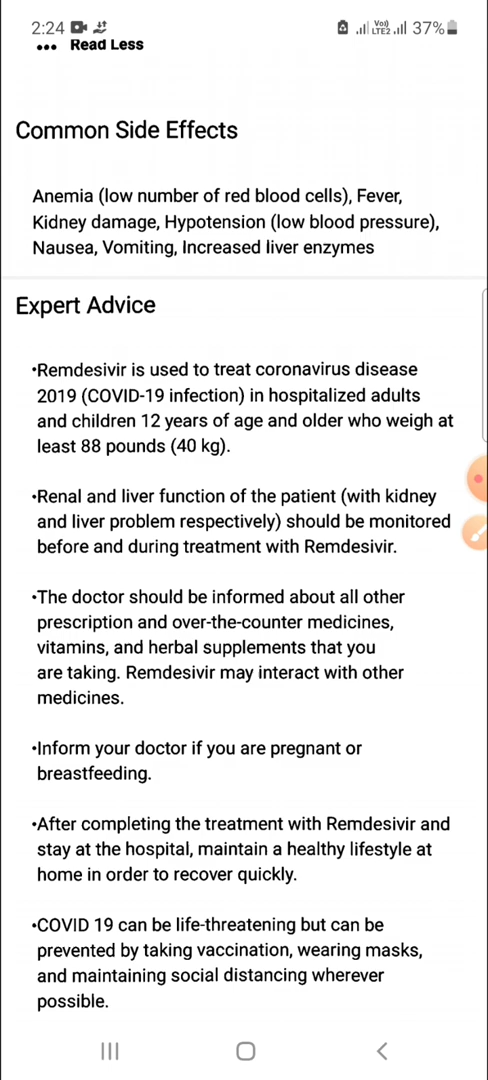 2:24 Vo) LTE2 37%
••• Read Less
Common Side Effects
Anemia (low number of red blood cells), Fever,
Kidney damage, Hypotension (low blood pressure),
Nausea, Vomiting, Increased liver enzymes
Expert Advice
•Remdesivir is used to treat coronavirus disease
2019 (COVID-19 infection) in hospitalized adults
and children 12 years of age and older who weigh at
least 88 pounds (40 kg).
•Renal and liver function of the patient (with kidney
and liver problem respectively) should be monitored
before and during treatment with Remdesivir.
•The doctor should be informed about all other
prescription and over-the-counter medicines,
vitamins, and herbal supplements that you
are taking. Remdesivir may interact with other
medicines.
•Inform your doctor if you are pregnant or
breastfeeding.
•After completing the treatment with Remdesivir and
stay at the hospital, maintain a healthy lifestyle at
home in order to recover quickly.
•COVID 19 can be life-threatening but can be
prevented by taking vaccination, wearing masks,
and maintaining social distancing wherever
possible.